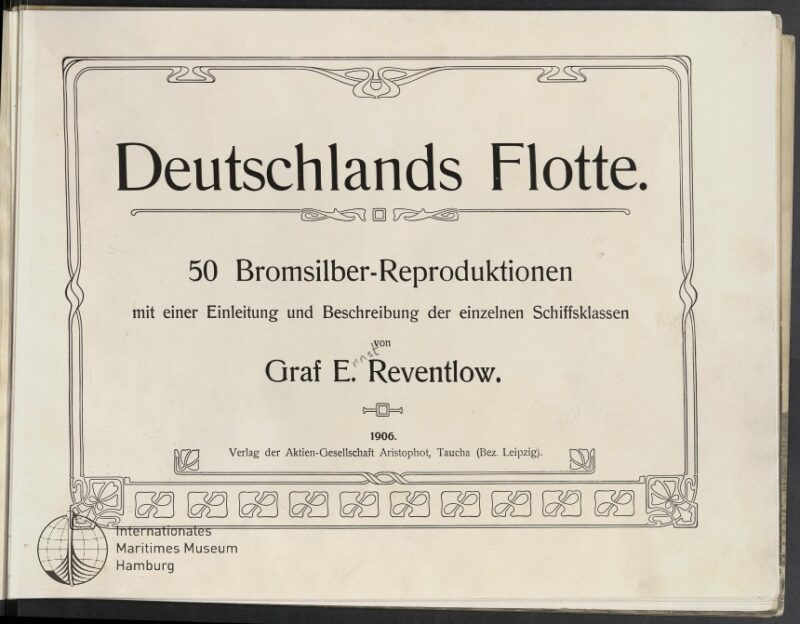 Deutschlands Flotte.
50 Bromsilber-Reproduktionen
mit einer Einleitung und Beschreibung der einzelnen Schiffsklassen
von
Graf E. Reventlow.
rnst
1906.
Verlag der Aktien-Gesellschaft Aristophot, Taucha (Bez. Leipzig).
Internationales
Maritimes Museum
Hamburg